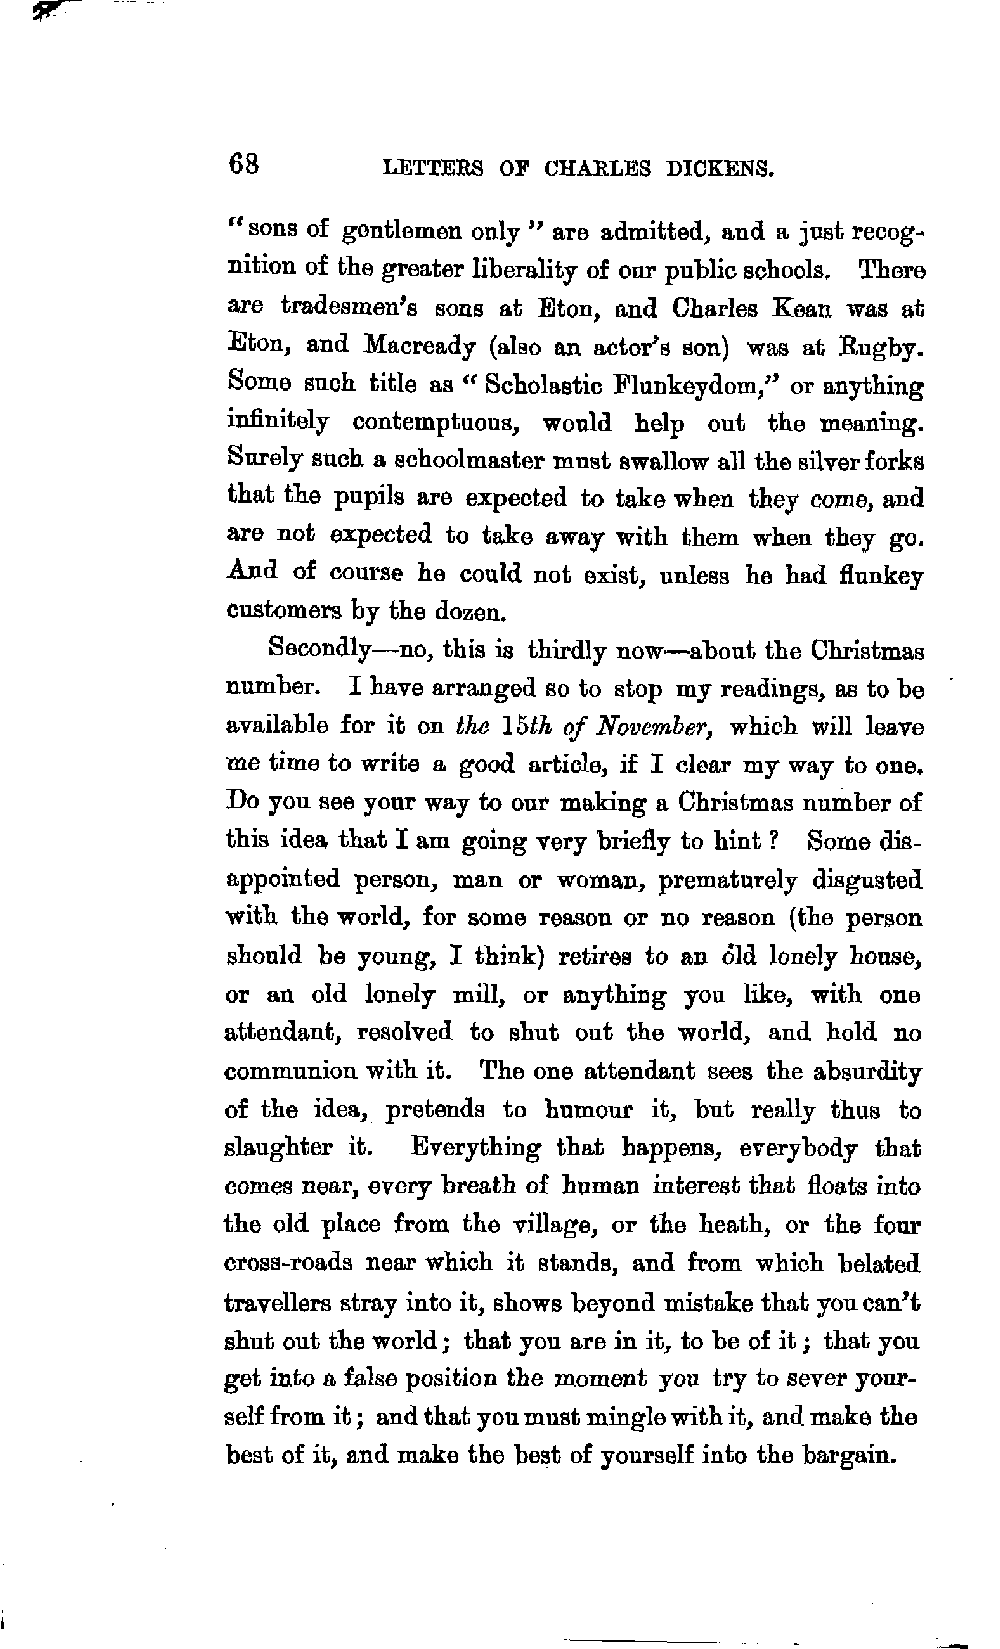 68 LETTERS OF CHARLES DICKENS.
“sons of gentlemen only” are admitted, and a just recog-
nition of the greater liberality of our public schools. There
are tradesmen’s sons at Eton, and Charles Kean was at
Eton, and Macready (also an actor’s son) was at Rugby.
Some such title as “Scholastic Flunkeydom,” or anything
infinitely contemptuous, would help out the meaning.
Surely such a schoolmaster must swallow all the silver forks
that the pupils are expected to take when they come, and
are not expected to take away with them when they go.
And of course he could not exist, unless he had flunkey
customers by the dozen.
Secondly—no, this is thirdly now—about the Christmas
number. I have arranged so to stop my readings, as to be
available for it on the 15th of November, which will leave
me time to write a good article, if I clear my way to one.
Do you see your way to our making a Christmas number of
this idea that I am going very briefly to hint? Some dis-
appointed person, man or woman, prematurely disgusted
with the world, for some reason or no reason (the person
should be young, I think) retires to an old lonely house,
or an old lonely mill, or anything you like, with one
attendant, resolved to shut out the world, and hold no
communion with it. The one attendant sees the absurdity
of the idea, pretends to humour it, but really thus to
slaughter it. Everything that happens, everybody that
comes near, every breath of human interest that floats into
the old place from the village, or the heath, or the four
cross-roads near which it stands, and from which belated
travellers stray into it, shows beyond mistake that you can’t
shut out the world; that you are in it, to be of it; that you
get into a false position the moment you try to sever your-
self from it; and that you must mingle with it, and make the
best of it, and make the best of yourself into the bargain.